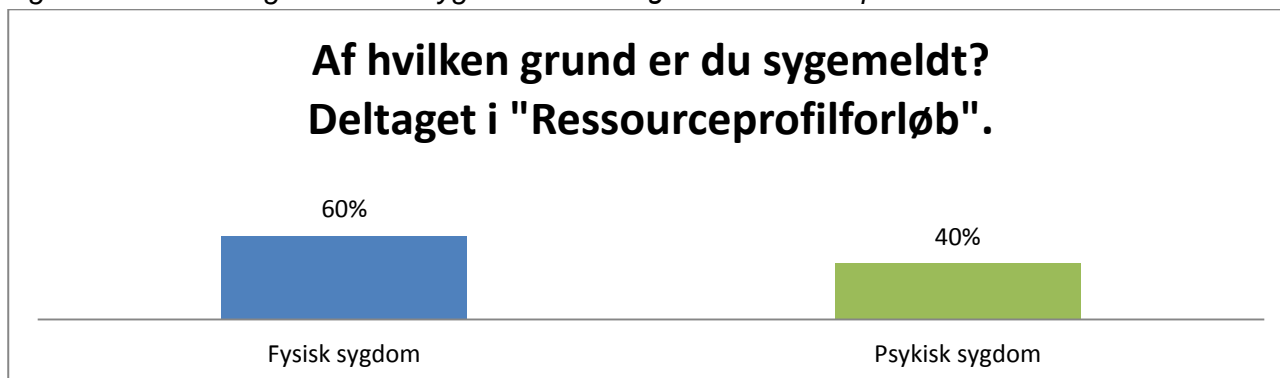 Af hvilken grund er du sygemeldt?
Deltaget i "Ressourceprofilforløb".
60%
40%
Fysisk sygdom
Psykisk sygdom